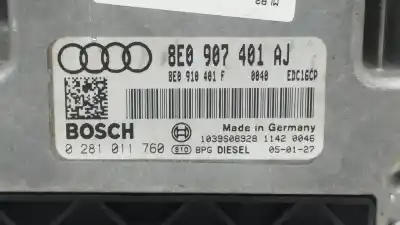 8E0 907 401 AJ
8E0 910 401 F 0040 EDC16CP
BOSCH
Made in Germany
1039S08928 1142 0046
0 281 011 760 BPG DIESEL 05-01-27